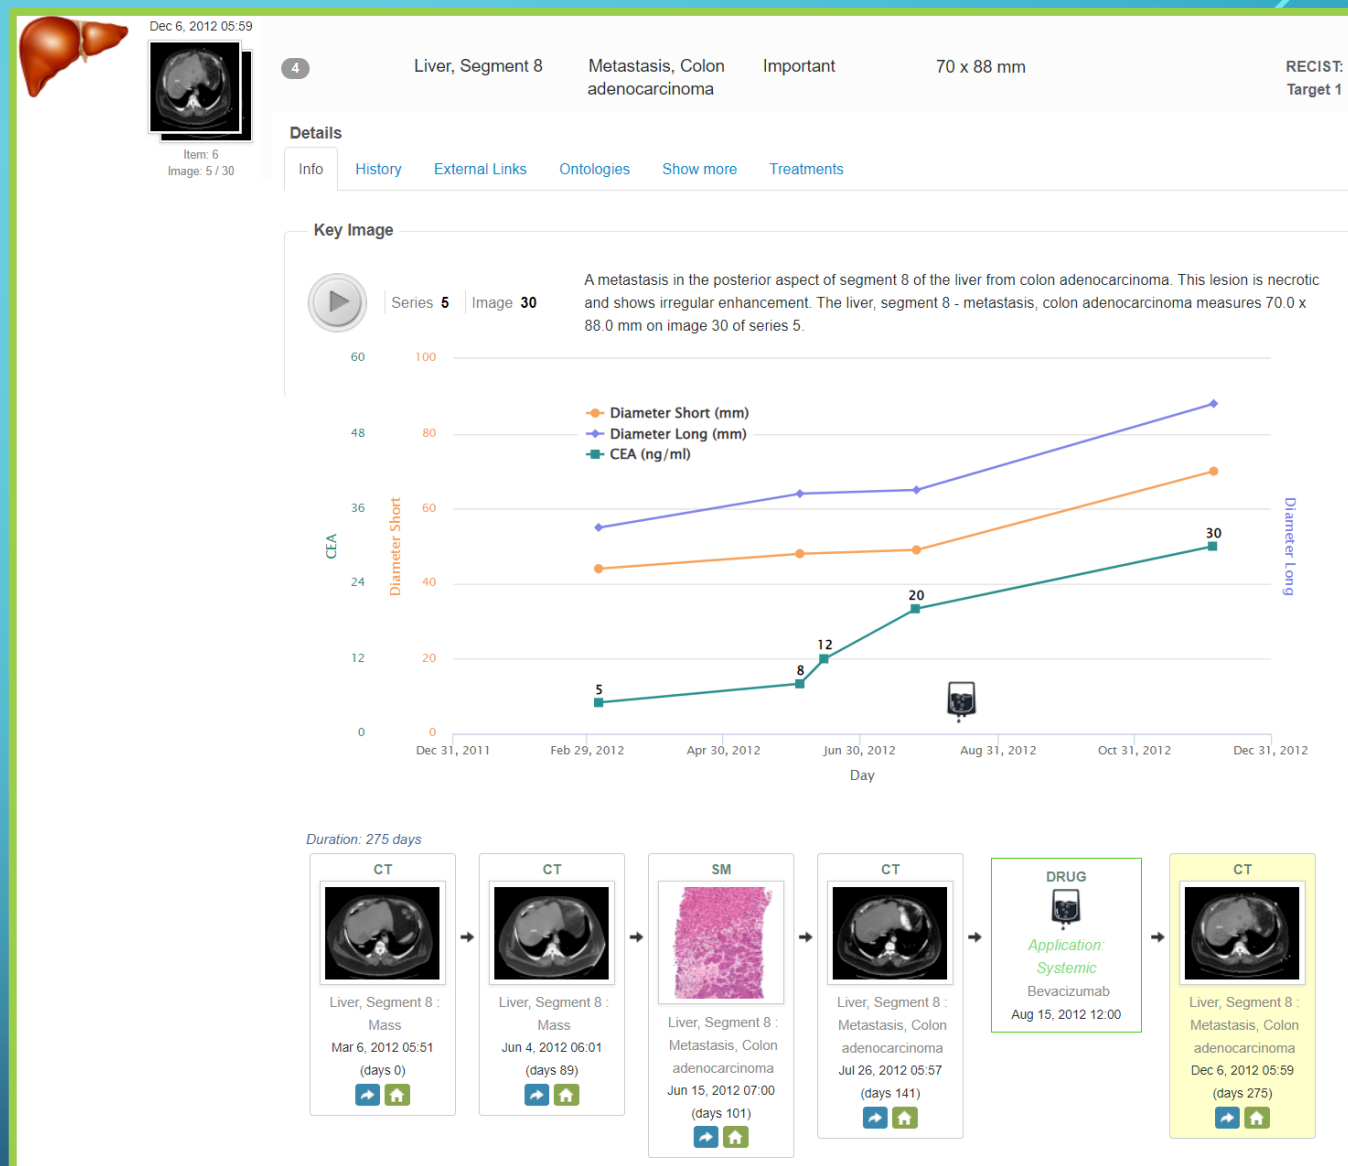 Dec 6, 2012 05:59
Item: 6
Image: 5 / 30
4
Liver, Segment 8
Metastasis, Colon
adenocarcinoma
Important
70 x 88 mm
RECIST:
Target 1
Details
Info History External Links Ontologies Show more Treatments
Key Image
Series 5 Image 30
A metastasis in the posterior aspect of segment 8 of the liver from colon adenocarcinoma. This lesion is necrotic
and shows irregular enhancement. The liver, segment 8 - metastasis, colon adenocarcinoma measures 70.0 x
88.0 mm on image 30 of series 5.
60 100
48 80
36 60
24 40
12 20
0 0
CEA
Diameter Short
Diameter Long
Diameter Short (mm)
Diameter Long (mm)
CEA (ng/ml)
5
8
12
20
30
Dec 31, 2011 Feb 29, 2012 Apr 30, 2012 Jun 30, 2012 Aug 31, 2012 Oct 31, 2012 Dec 31, 2012
Day
Duration: 275 days
CT
Liver, Segment 8 :
Mass
Mar 6, 2012 05:51
(days 0)
CT
Liver, Segment 8 :
Mass
Jun 4, 2012 06:01
(days 89)
SM
Liver, Segment 8 :
Metastasis, Colon
adenocarcinoma
Jun 15, 2012 07:00
(days 101)
CT
Liver, Segment 8 :
Metastasis, Colon
adenocarcinoma
Jul 26, 2012 05:57
(days 141)
DRUG
Application:
Systemic
Bevacizumab
Aug 15, 2012 12:00
CT
Liver, Segment 8 :
Metastasis, Colon
adenocarcinoma
Dec 6, 2012 05:59
(days 275)